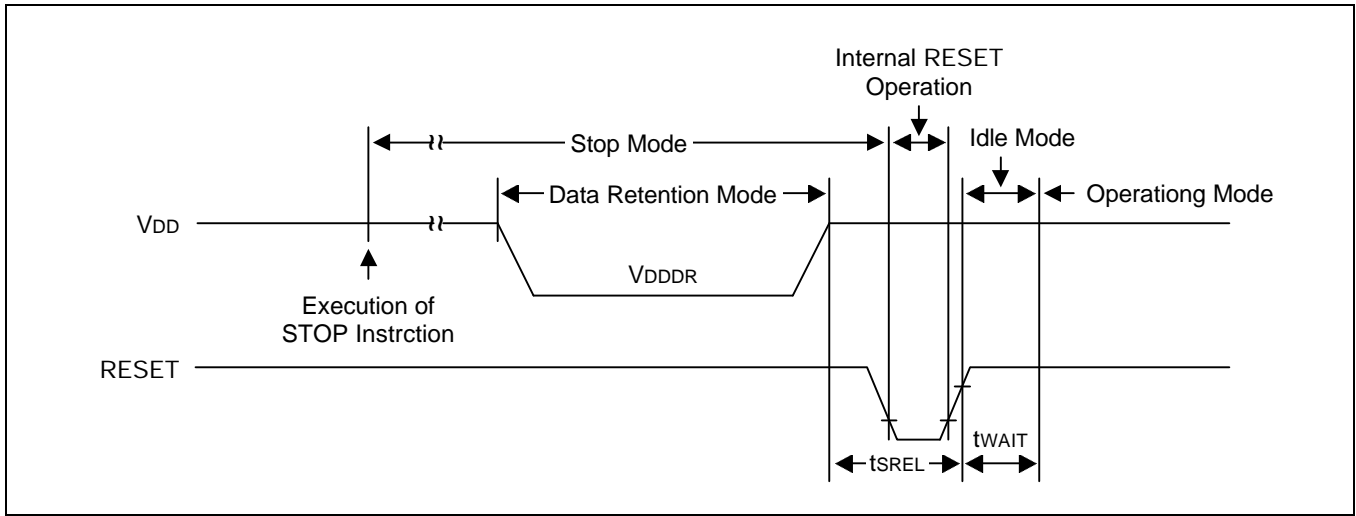 Internal RESET
Operation
Idle Mode
Stop Mode
Data Retention Mode
Operationg Mode
VDD
VDDDR
Execution of
STOP Instrction
RESET
tWAIT
tSREL